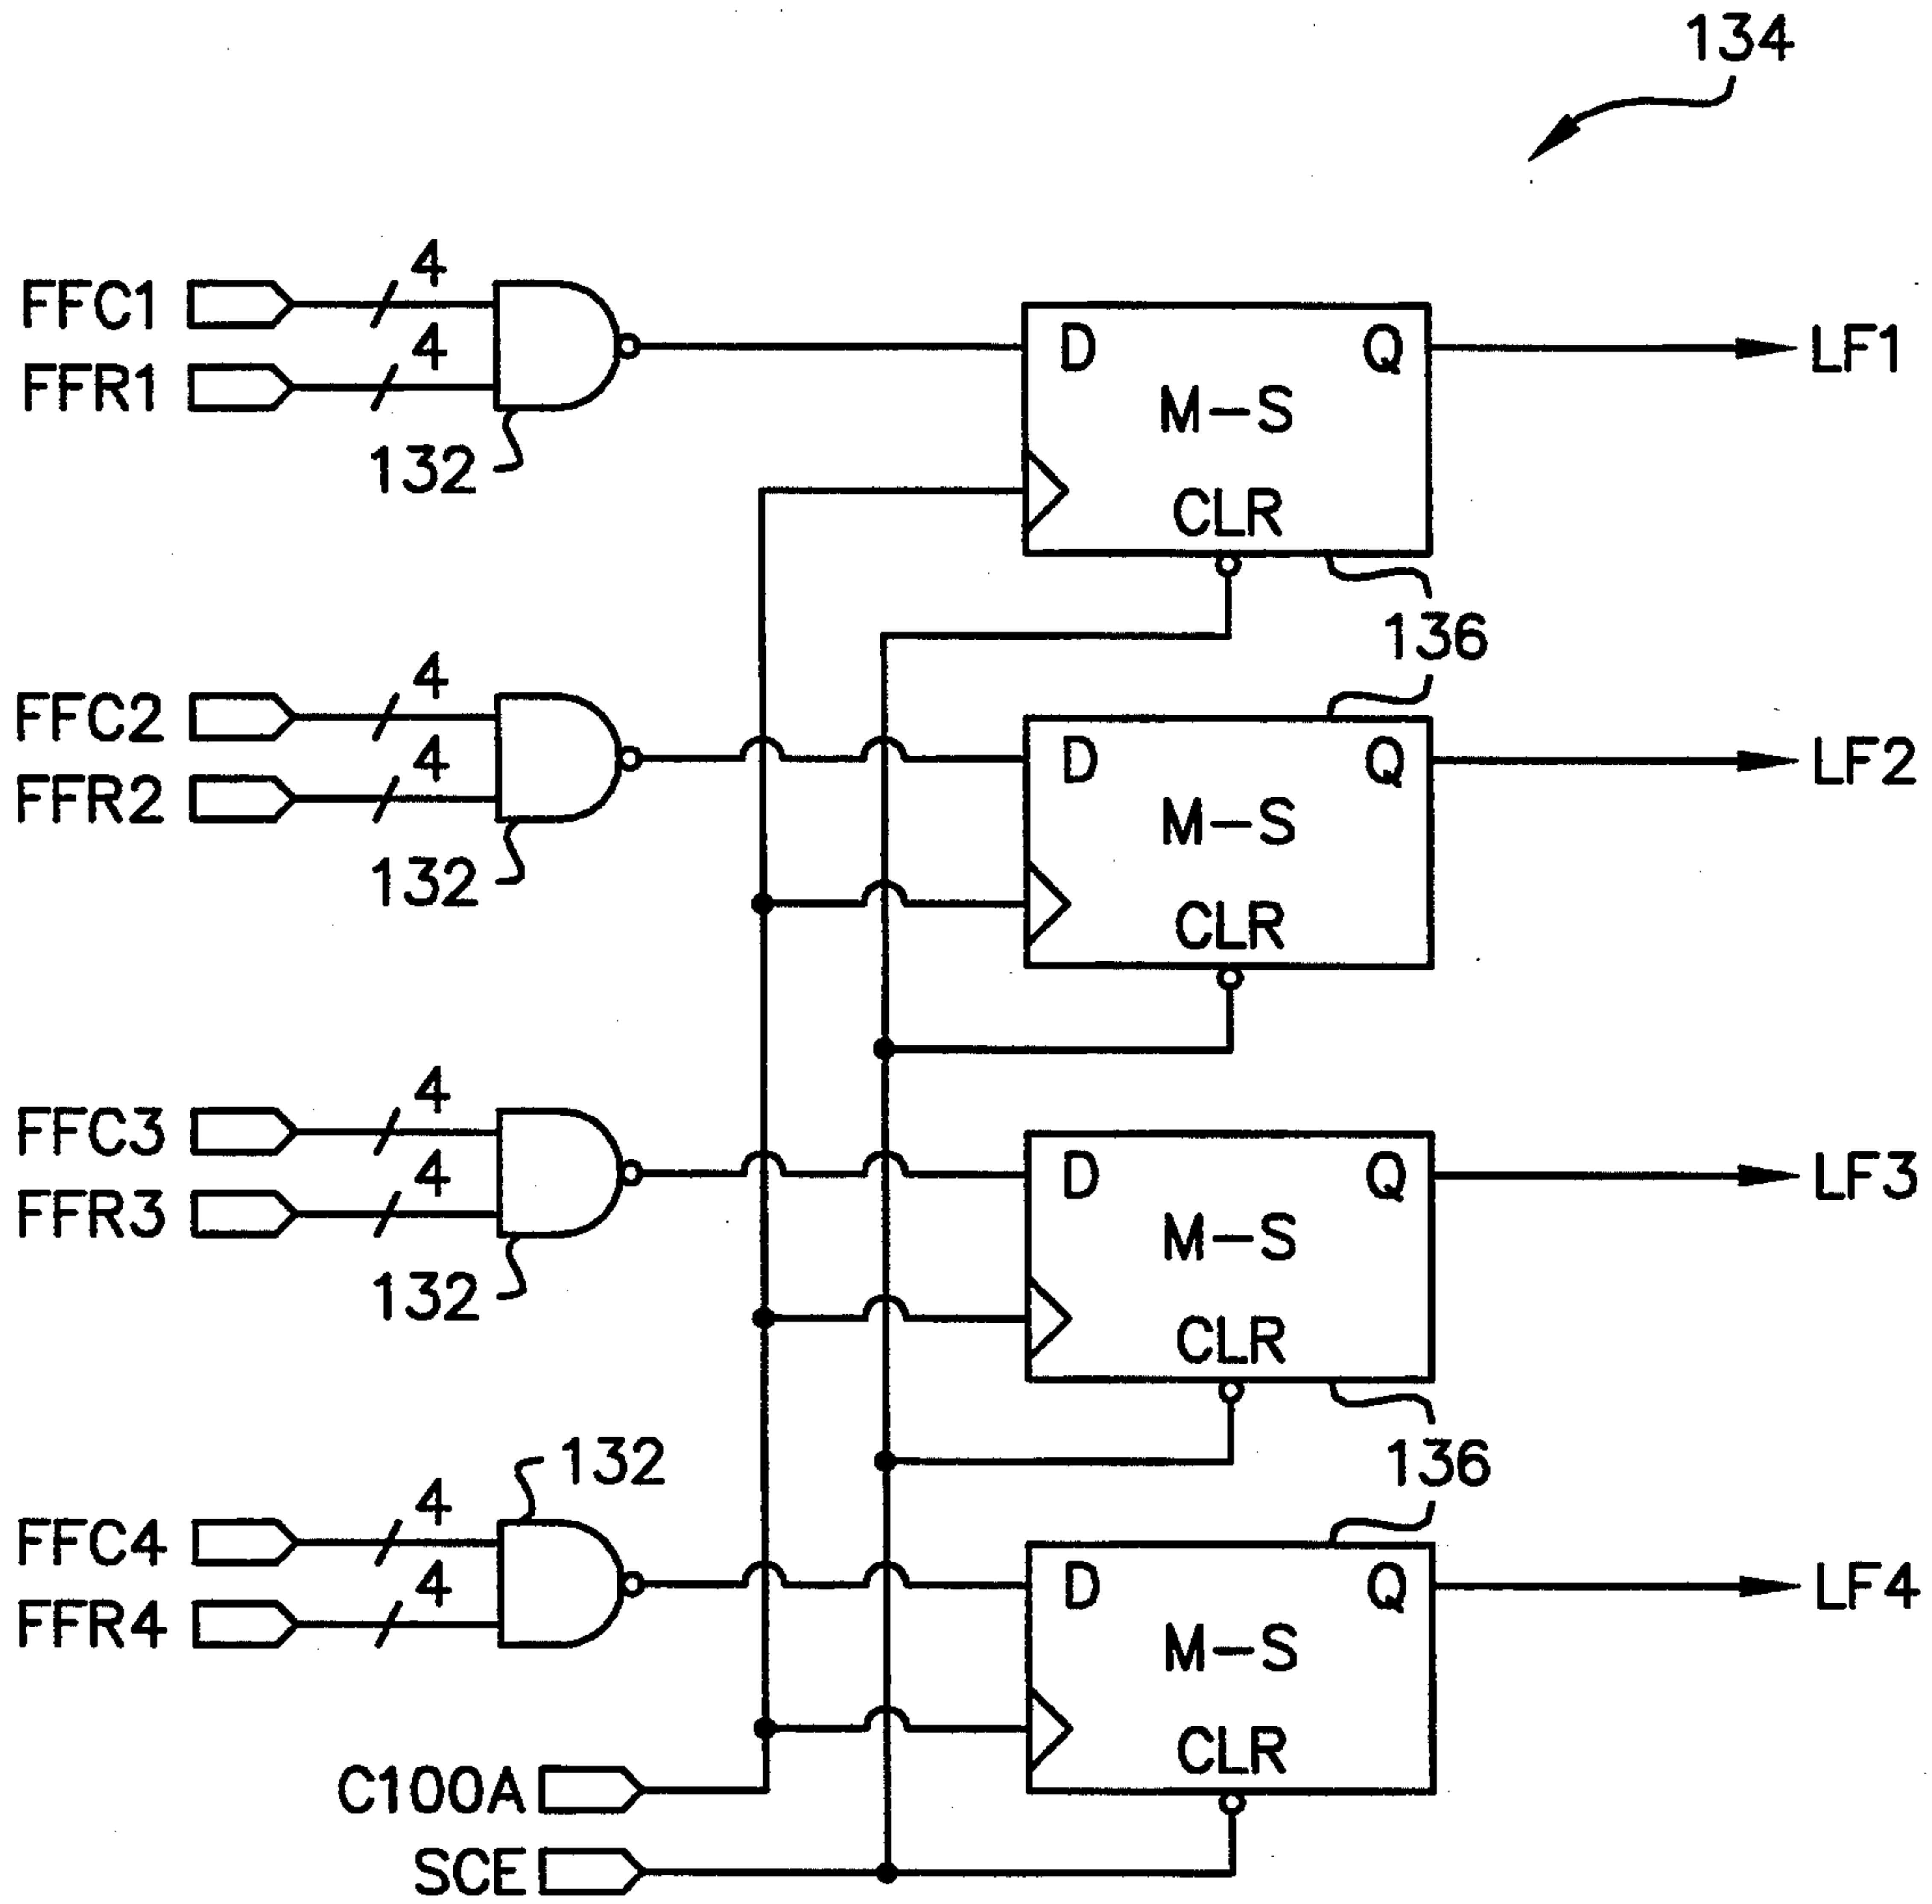 134
FFC1
4
FFR1
4
132
D
Q
M-S
CLR
LF1
136
FFC2
4
FFR2
4
132
D
Q
M-S
CLR
LF2
FFC3
4
FFR3
4
132
D
Q
M-S
CLR
LF3
136
132
FFC4
4
FFR4
4
D
Q
M-S
CLR
LF4
C100A
SCE